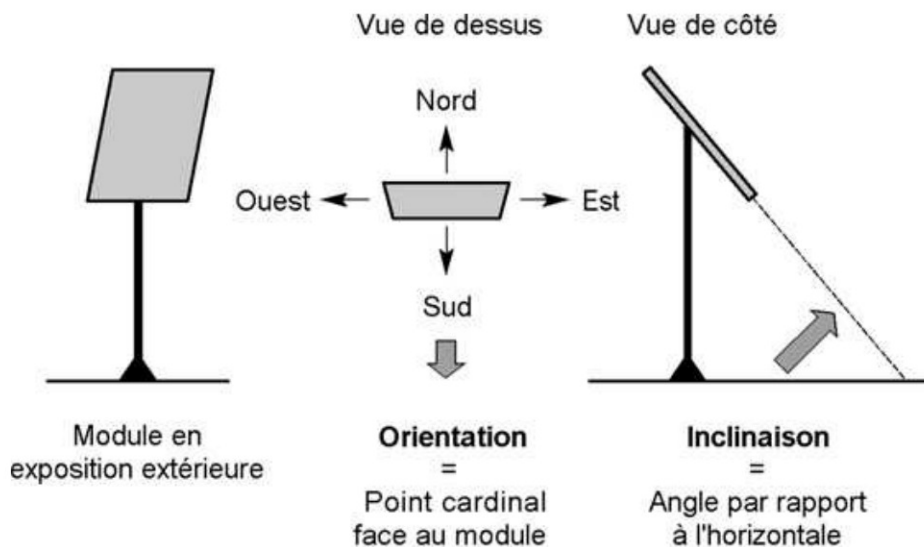 Vue de dessus
Vue de côté
Nord
Ouest
Est
Sud
Module en
exposition extérieure
Orientation
=
Point cardinal
face au module
Inclinaison
=
Angle par rapport
à l'horizontale